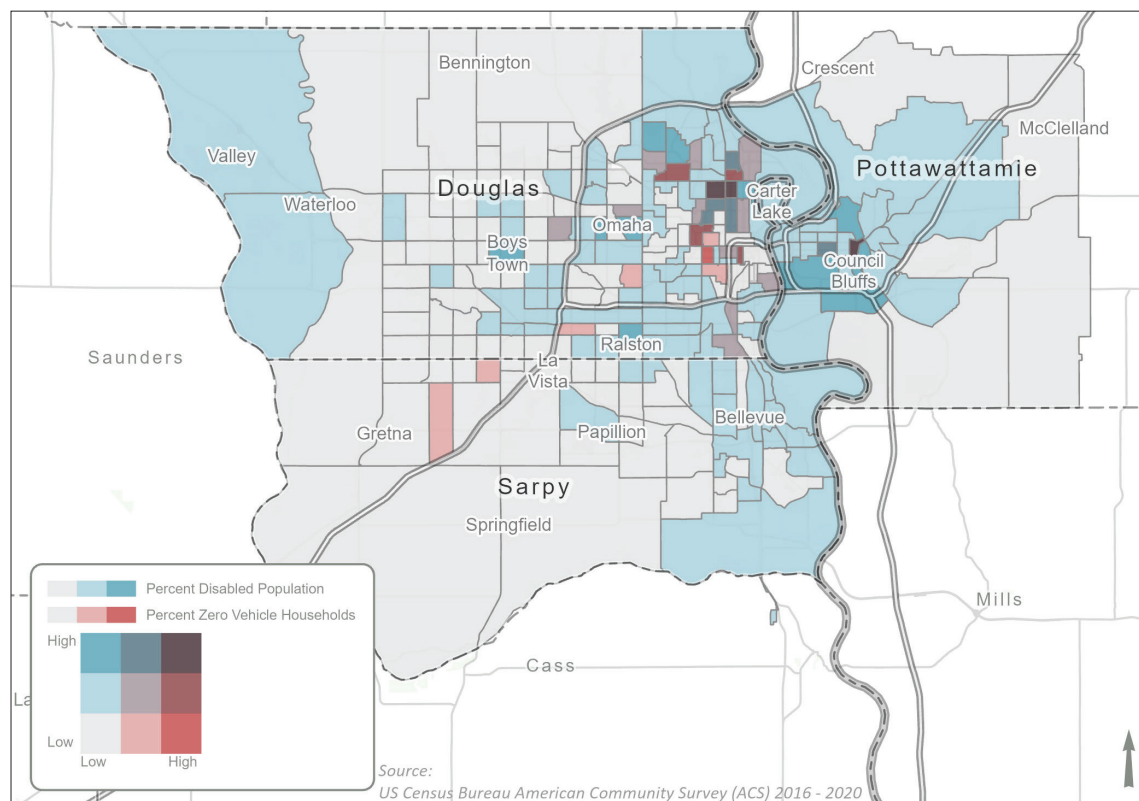 Bennington
Crescent
McClelland
Valley
Pottawattamie
Douglas
Waterloo
Carter
Lake
Omaha
Boys
Town
Council
Bluffs
Saunders
Ralston
La
Vista
Gretna
Papillion
Bellevue
Sarpy
Springfield
Percent Disabled Population
Percent Zero Vehicle Households
High
Low
Low
High
La
Cass
Mills
Source:
US Census Bureau American Community Survey (ACS) 2016 - 2020